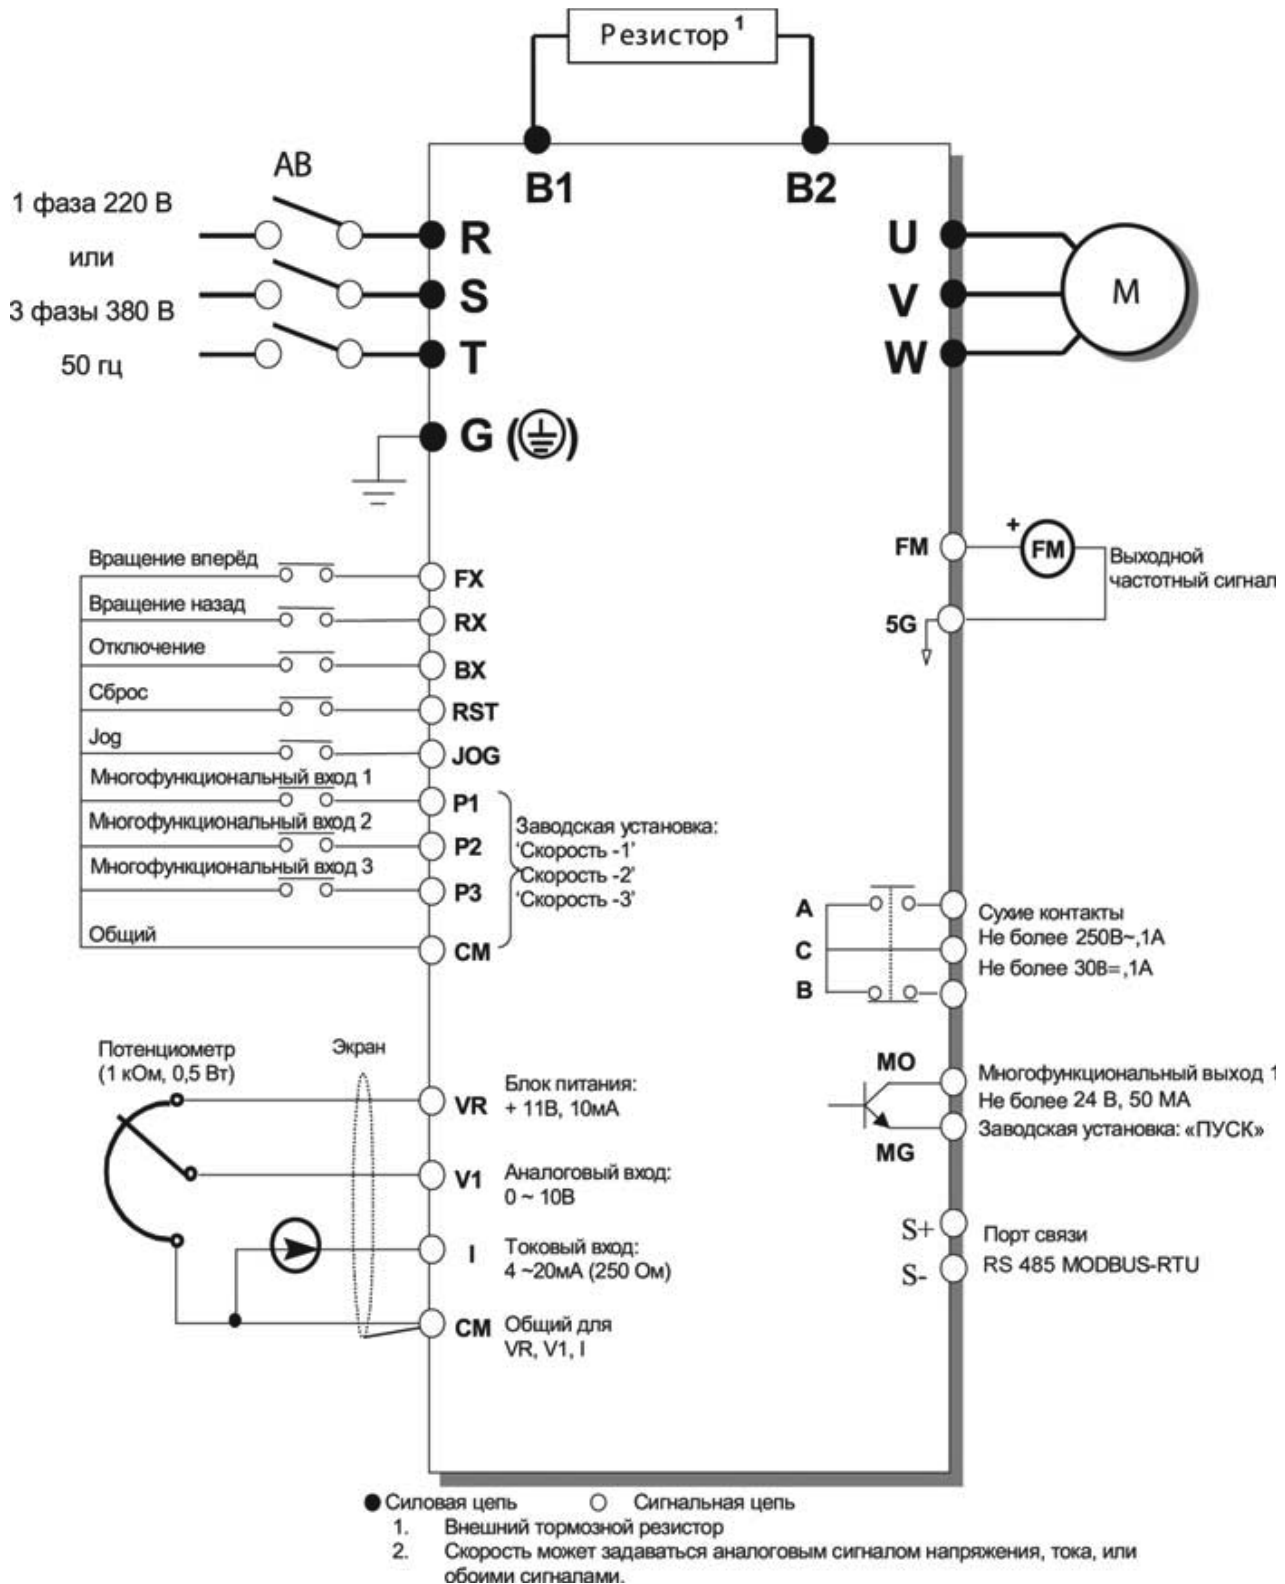 Резистор 1
B1
B2
АВ
1 фаза 220 В
или
3 фазы 380 В
50 гц
R
S
T
G
U
V
W
M
Вращение вперёд
FX
Вращение назад
RX
Отключение
BX
Сброс
RST
Jog
JOG
Многофункциональный вход 1
P1
Многофункциональный вход 2
P2
Многофункциональный вход 3
P3
Общий
CM
Заводская установка:
'Скорость -1'
'Скорость -2'
'Скорость -3'
FM
+
FM
Выходной
частотный сигнал
5G
A
C
B
Сухие контакты
Не более 250В~,1А
Не более 30В=,1А
MO
MG
Многофункциональный выход 1
Не более 24 В, 50 МА
Заводская установка: «ПУСК»
S+
S-
Порт связи
RS 485 MODBUS-RTU
Потенциометр
(1 кОм, 0,5 Вт)
Экран
VR
Блок питания:
+ 11В, 10мА
V1
Аналоговый вход:
0 ~ 10В
I
Токовый вход:
4 ~20мА (250 Ом)
CM
Общий для
VR, V1, I
Силовая цепь
Сигнальная цепь
1. Внешний тормозной резистор
2. Скорость может задаваться аналоговым сигналом напряжения, тока, или
обоими сигналами.